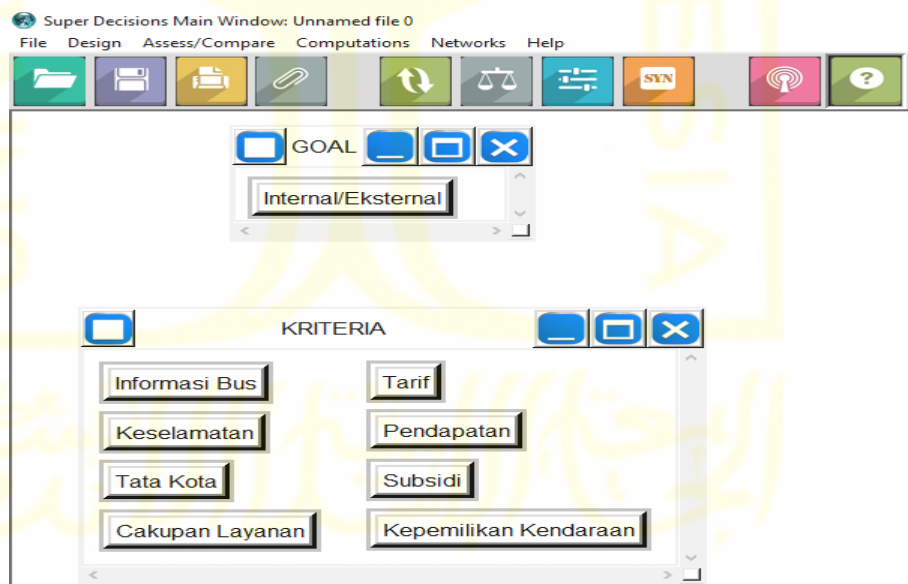 Super Decisions Main Window: Unnamed file 0
File Design Assess/Compare Computations Networks Help
SYN ?
GOAL
Internal/Eksternal
KRITERIA
Informasi Bus Tarif
Keselamatan Pendapatan
Tata Kota Subsidi
Cakupan Layanan Kepemilikan Kendaraan